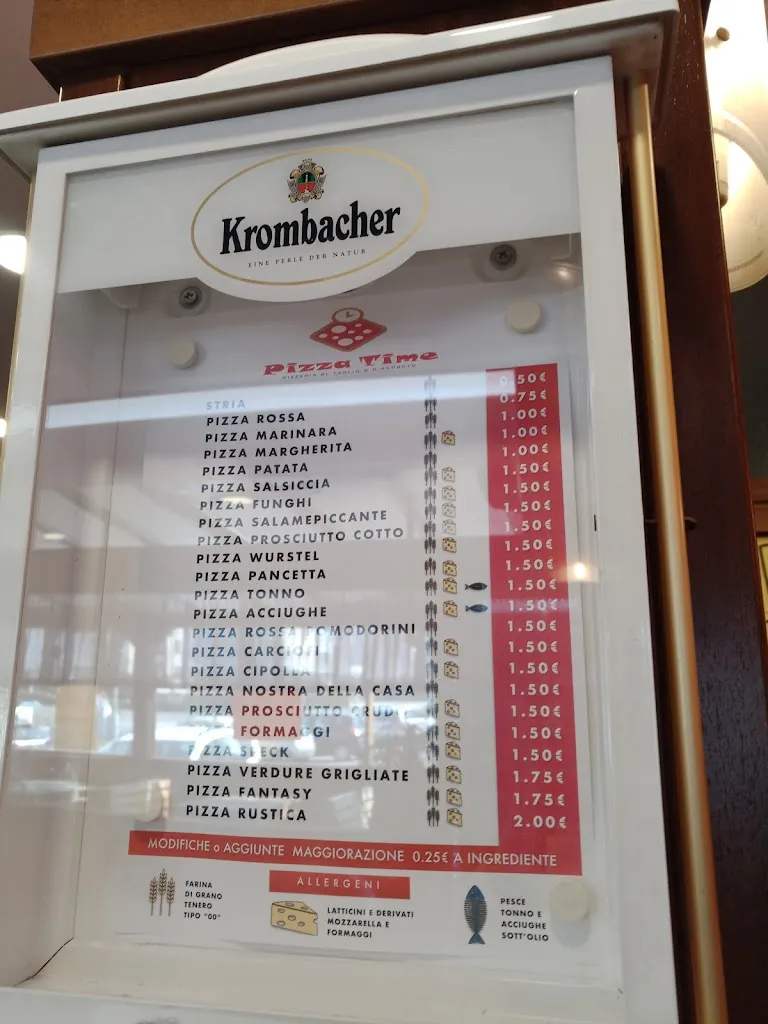 Krombacher
EINE PERLE DER NATUR
Pizza Time
PIZZERIA AL TAGLIO & D'ASPORTO
STRIA 0.50€
PIZZA ROSSA 0.75€
PIZZA MARINARA 1.00€
PIZZA MARGHERITA 1.00€
PIZZA PATATA 1.00€
PIZZA SALSICCIA 1.50€
PIZZA FUNGHI 1.50€
PIZZA SALAMEPICCANTE 1.50€
PIZZA PROSCIUTTO COTTO 1.50€
PIZZA WURSTEL 1.50€
PIZZA PANCETTA 1.50€
PIZZA TONNO 1.50€
PIZZA ACCIUGHE 1.50€
PIZZA ROSSA POMODORINI 1.50€
PIZZA CARCIOFI 1.50€
PIZZA CIPOLLA 1.50€
PIZZA NOSTRA DELLA CASA 1.50€
PIZZA PROSCIUTTO CRUDO 1.50€
PIZZA FORMAGGI 1.50€
PIZZA SPECK 1.50€
PIZZA VERDURE GRIGLIATE 1.75€
PIZZA FANTASY 1.75€
PIZZA RUSTICA 2.00€
MODIFICHE o AGGIUNTE MAGGIORAZIONE 0.25€ A INGREDIENTE
ALLERGENI
FARINA
DI GRANO
TENERO
TIPO "00"
LATTICINI E DERIVATI
MOZZARELLA E
FORMAGGI
PESCE
TONNO E
ACCIUGHE
SOTT'OLIO